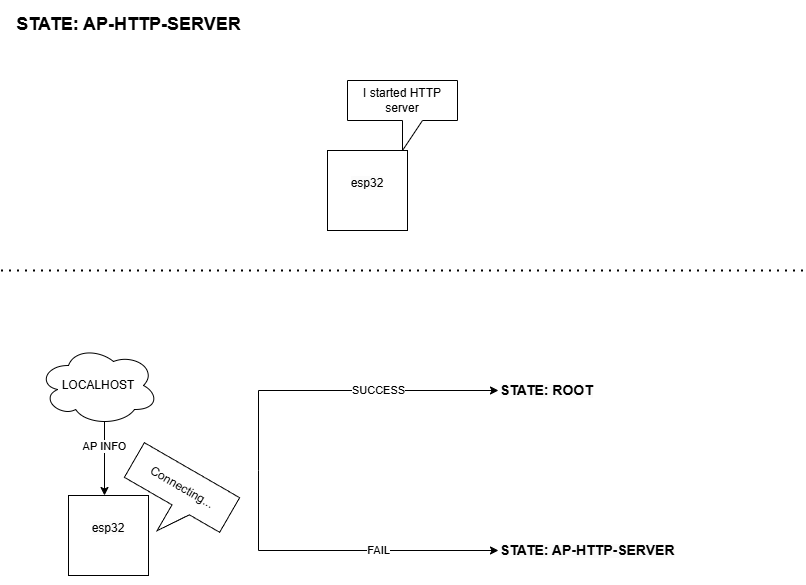 STATE: AP-HTTP-SERVER
I started HTTP
server
esp32
LOCALHOST
AP INFO
Connecting...
esp32
SUCCESS
STATE: ROOT
FAIL
STATE: AP-HTTP-SERVER